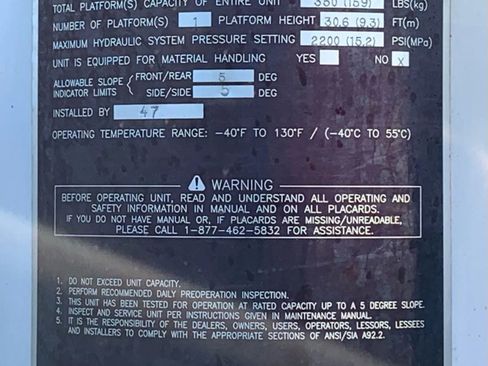 TOTAL PLATFORM(S) CAPACITY OF ENTIRE UNIT 350 (159) LBS(kg)
NUMBER OF PLATFORM(S) 1 PLATFORM HEIGHT 30.6 (9.3) FT(m)
MAXIMUM HYDRAULIC SYSTEM PRESSURE SETTING 2200 (15.2) PSI(MPa)
UNIT IS EQUIPPED FOR MATERIAL HANDLING YES NO X
ALLOWABLE SLOPE FRONT/REAR 5 DEG
INDICATOR LIMITS SIDE/SIDE 5 DEG
INSTALLED BY 47
OPERATING TEMPERATURE RANGE: -40°F TO 130°F / (-40°C TO 55°C)
WARNING
BEFORE OPERATING UNIT, READ AND UNDERSTAND ALL OPERATING AND
SAFETY INFORMATION IN MANUAL AND ON ALL PLACARDS.
IF YOU DO NOT HAVE MANUAL OR, IF PLACARDS ARE MISSING/UNREADABLE,
PLEASE CALL 1-877-462-5832 FOR ASSISTANCE.
1. DO NOT EXCEED UNIT CAPACITY.
2. PERFORM RECOMMENDED DAILY PREOPERATION INSPECTION.
3. THIS UNIT HAS BEEN TESTED FOR OPERATION AT RATED CAPACITY UP TO A 5 DEGREE SLOPE.
4. INSPECT AND SERVICE UNIT PER INSTRUCTIONS GIVEN IN MAINTENANCE MANUAL.
5. IT IS THE RESPONSIBILITY OF THE DEALERS, OWNERS, USERS, OPERATORS, LESSORS, LESSEES
AND INSTALLERS TO COMPLY WITH THE APPROPRIATE SECTIONS OF ANSI/SIA A92.2.